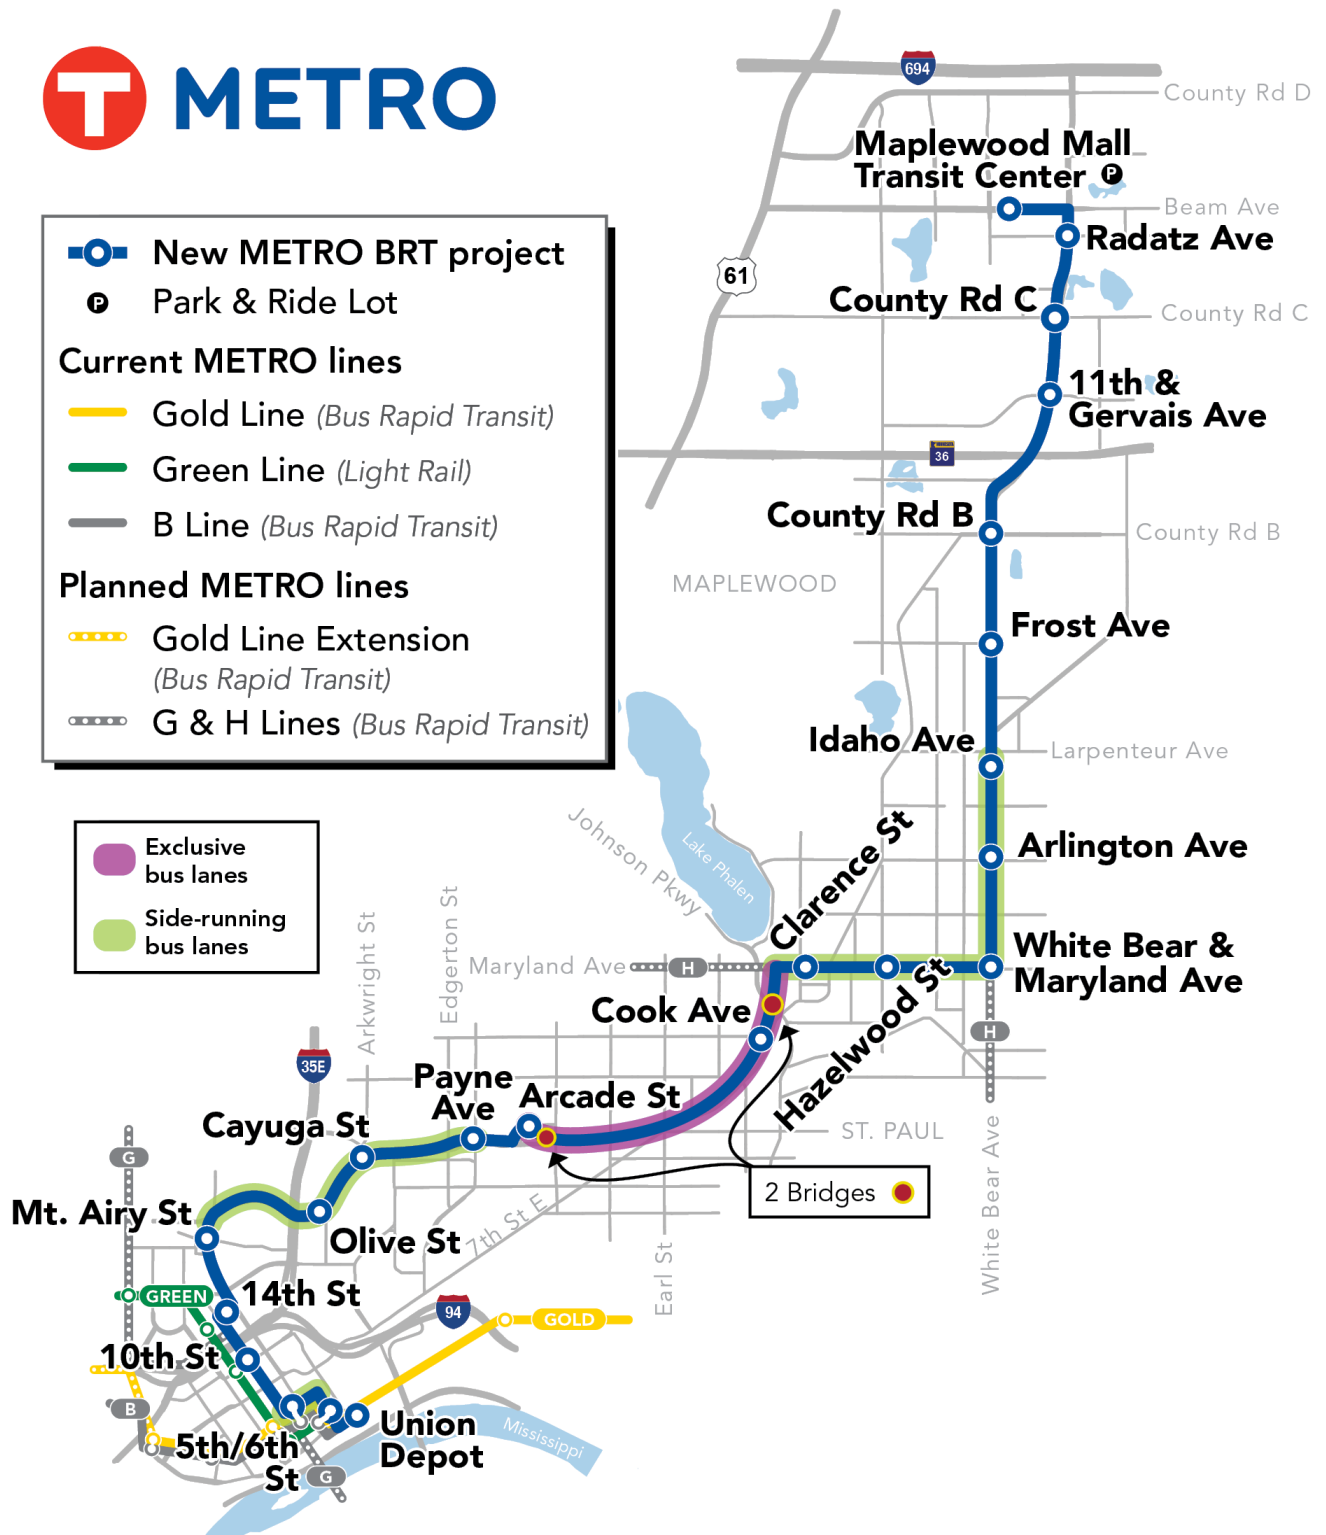 T METRO
New METRO BRT project
P Park & Ride Lot
Current METRO lines
Gold Line (Bus Rapid Transit)
Green Line (Light Rail)
B Line (Bus Rapid Transit)
Planned METRO lines
Gold Line Extension
(Bus Rapid Transit)
G & H Lines (Bus Rapid Transit)
Exclusive
bus lanes
Side-running
bus lanes
694
County Rd D
Maplewood Mall
Transit Center P
Beam Ave
Radatz Ave
61
County Rd C
County Rd C
11th &
Gervais Ave
36
County Rd B
County Rd B
MAPLEWOOD
Frost Ave
Idaho Ave
Larpenteur Ave
Johnson Pkwy
Lake Phalen
Clarence St
Arlington Ave
White Bear &
Maryland Ave
Maryland Ave
H
Hazelwood St
H
Cook Ave
Arkwright St
Edgerton St
35E
Payne
Ave
Arcade St
Cayuga St
ST. PAUL
White Bear Ave
2 Bridges
G
Mt. Airy St
Olive St
7th St E
Earl St
14th St
GREEN
94
GOLD
10th St
B
5th/6th
St
G
Union
Depot
Mississippi